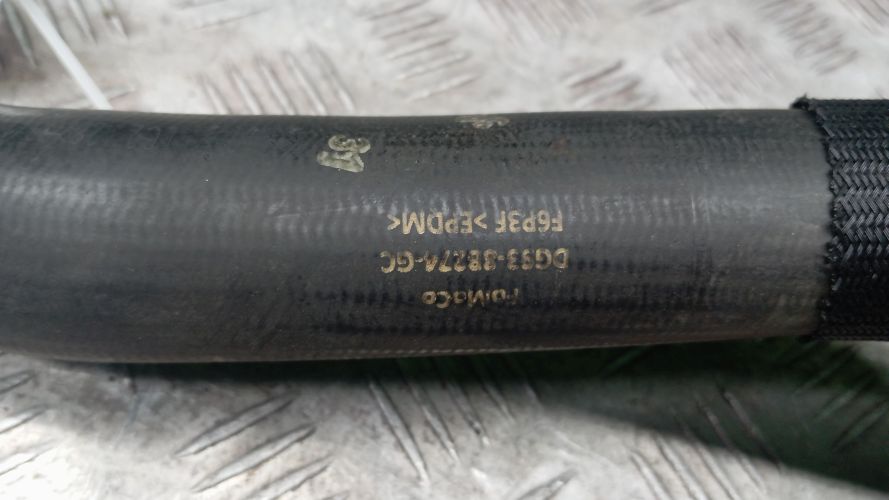 FoMoCo
DG93-8B274-GC
F6P3F >EPDM<